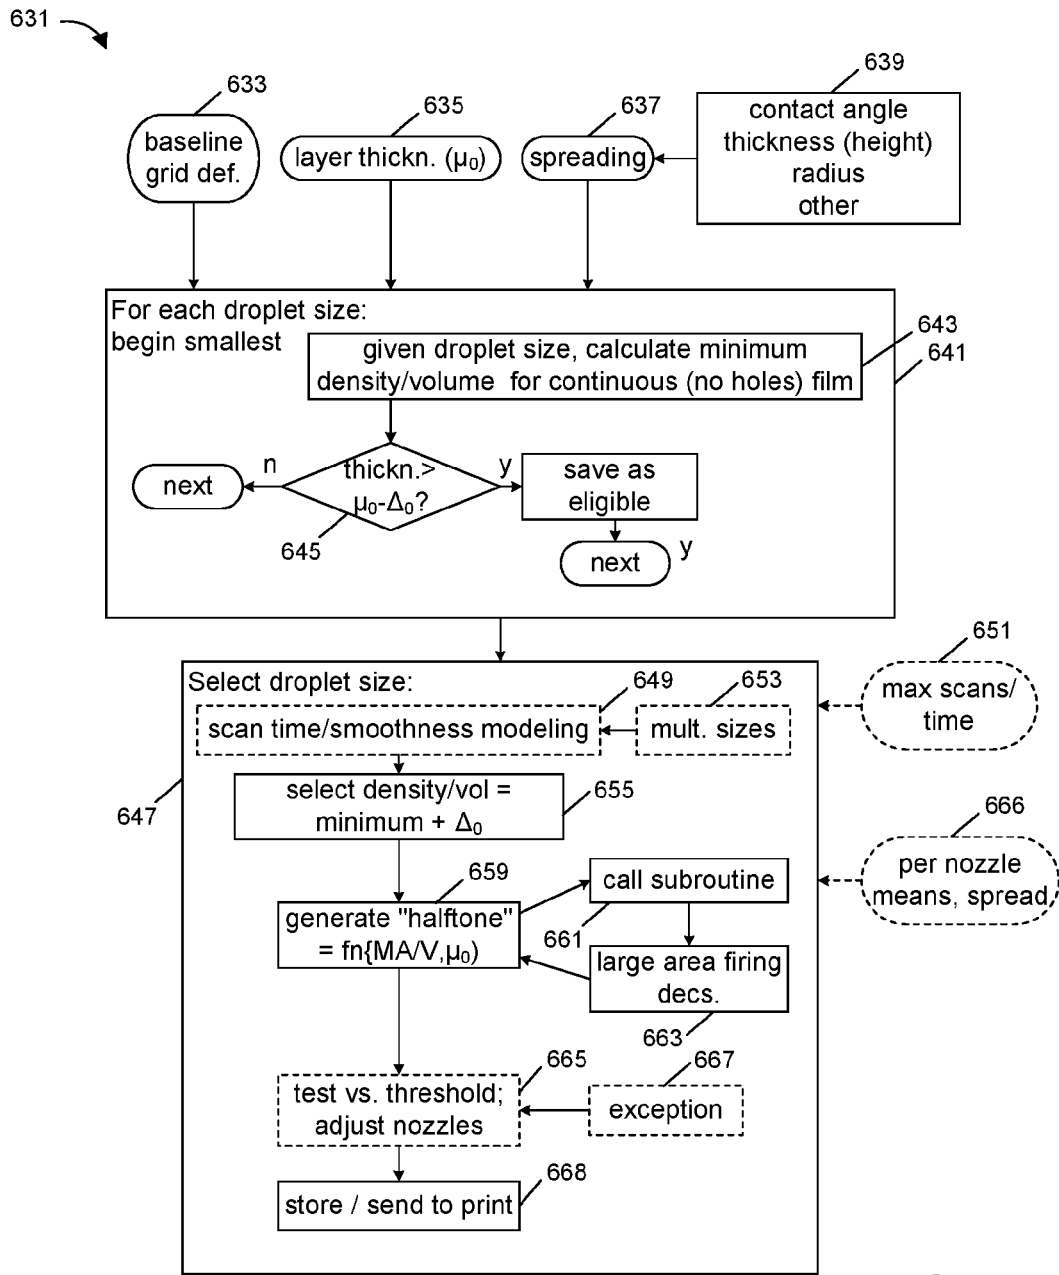 631
633
635
637
639
baseline
grid def.
layer thickn. (μ₀)
spreading
contact angle
thickness (height)
radius
other
For each droplet size:
begin smallest
given droplet size, calculate minimum
density/volume for continuous (no holes) film
643
641
n
thickn.>
μ₀-Δ₀?
y
next
save as
eligible
645
next
y
651
max scans/
time
Select droplet size:
649
653
scan time/smoothness modeling
mult. sizes
647
select density/vol =
minimum + Δ₀
655
666
per nozzle
means, spread
659
generate "halftone"
= fn{MA/V,μ₀)
call subroutine
661
large area firing
decs.
663
665
667
test vs. threshold;
adjust nozzles
exception
668
store / send to print